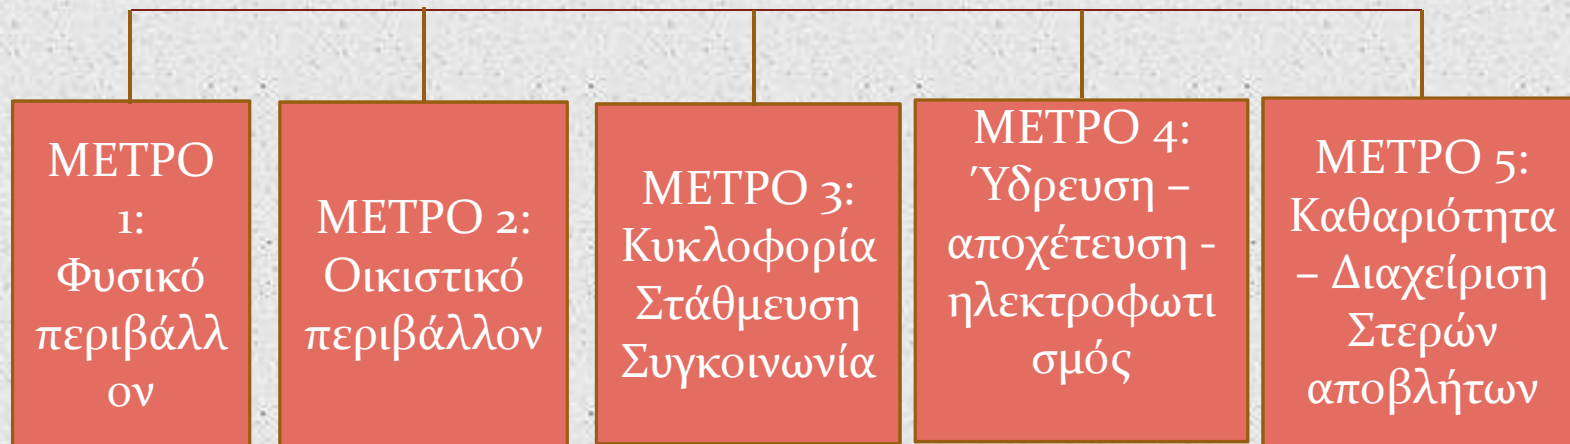 ΜΕΤΡΟ
1:
Φυσικό
περιβάλλ
ον
ΜΕΤΡΟ 2:
Οικιστικό
περιβάλλον
ΜΕΤΡΟ 3:
Κυκλοφορία
Στάθμευση
Συγκοινωνία
ΜΕΤΡΟ 4:
Ύδρευση –
αποχέτευση -
ηλεκτροφωτι
σμός
ΜΕΤΡΟ 5:
Καθαριότητα
– Διαχείριση
Στερών
αποβλήτων